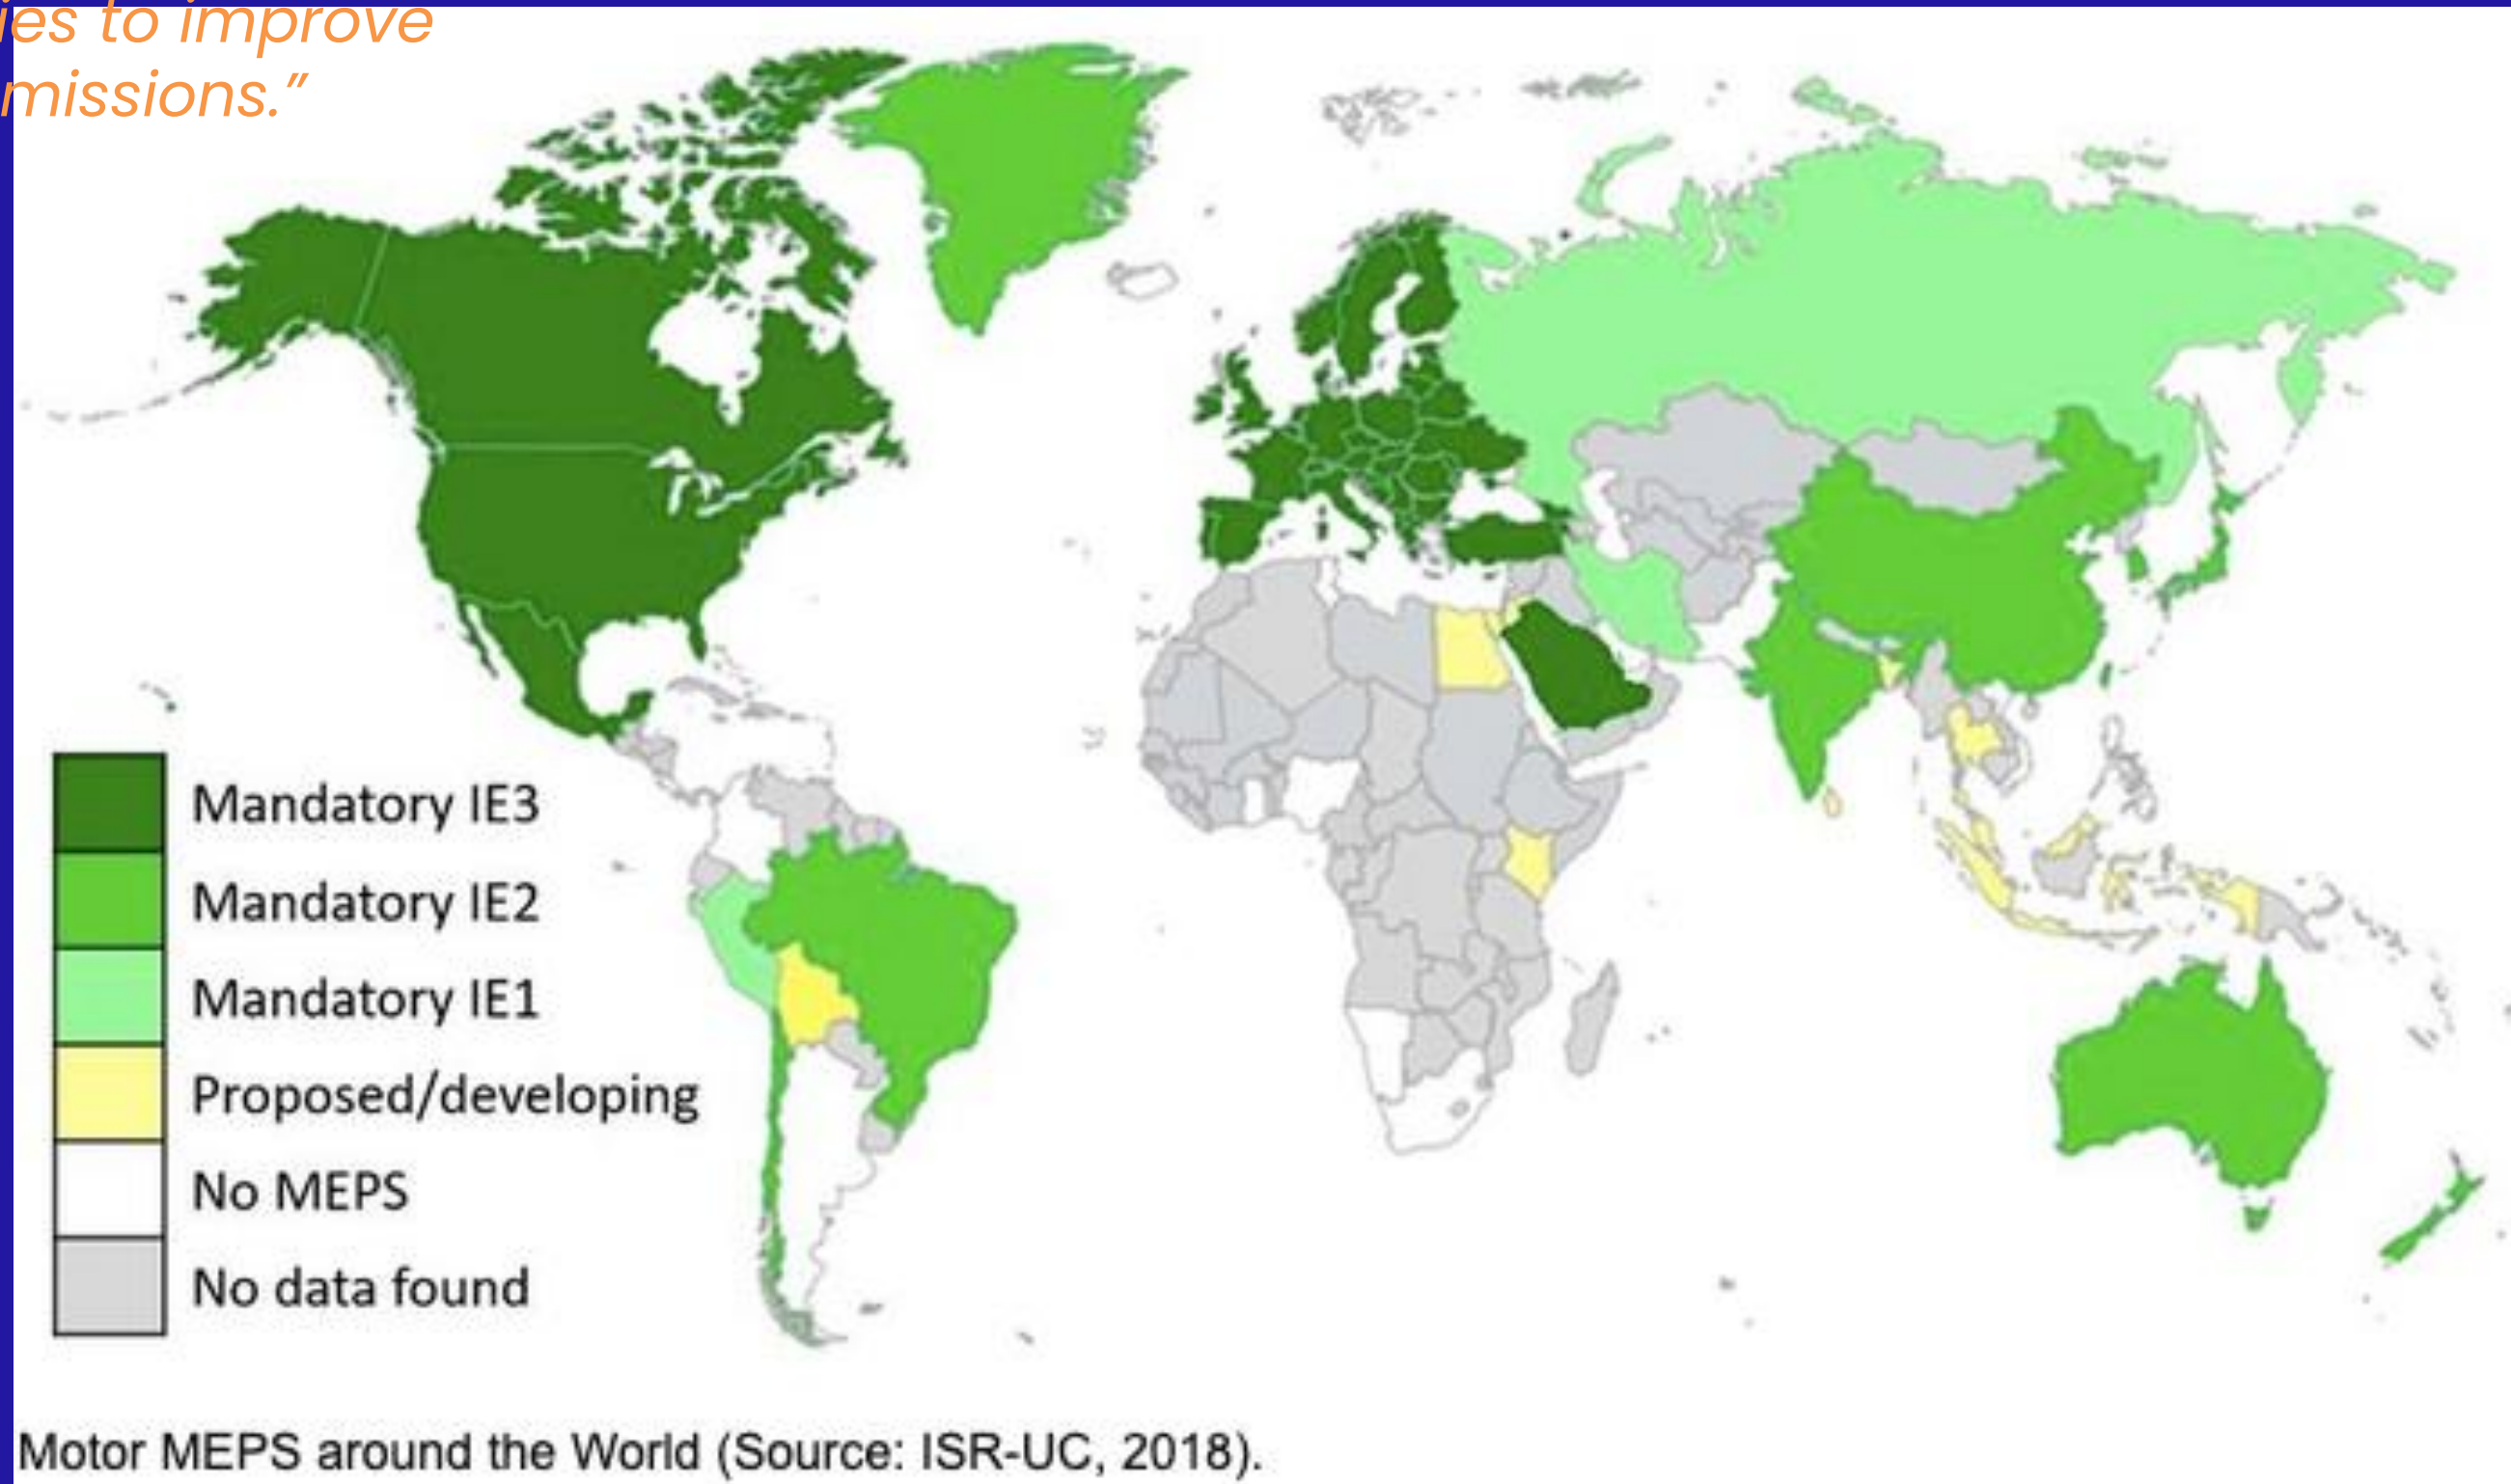 ies to improve
missions.”
Mandatory IE3
Mandatory IE2
Mandatory IE1
Proposed/developing
No MEPS
No data found
Motor MEPS around the World (Source: ISR-UC, 2018).